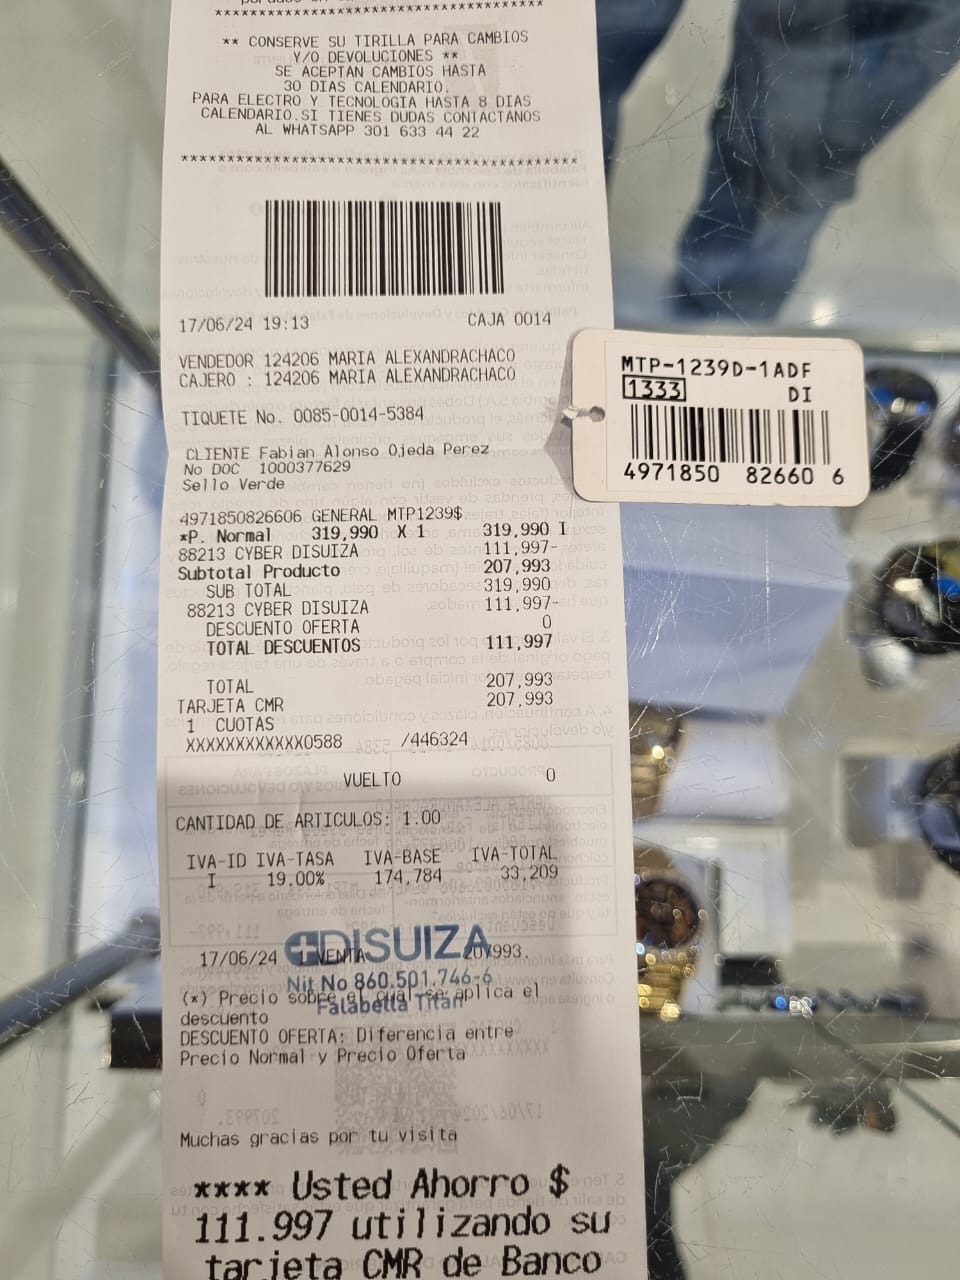 ***************************************
** CONSERVE SU TIRILLA PARA CAMBIOS
Y/O DEVOLUCIONES **
SE ACEPTAN CAMBIOS HASTA
30 DIAS CALENDARIO.
PARA ELECTRO Y TECNOLOGIA HASTA 8 DIAS
CALENDARIO.SI TIENES DUDAS CONTACTANOS
AL WHATSAPP 301 633 44 22
***************************************
17/06/24 19:13 CAJA 0014
VENDEDOR 124206 MARIA ALEXANDRACHACO
CAJERO : 124206 MARIA ALEXANDRACHACO
TIQUETE No. 0085-0014-5384
CLIENTE Fabian Alonso Ojeda Perez
No DOC 1000377629
Sello Verde
4971850826606 GENERAL MTP1239$
*P. Normal 319,990 X 1 319,990 I
88213 CYBER DISUIZA 111,997-
Subtotal Producto 207,993
SUB TOTAL 319,990
88213 CYBER DISUIZA 111,997-
DESCUENTO OFERTA 0
TOTAL DESCUENTOS 111,997
TOTAL 207,993
TARJETA CMR 207,993
1 CUOTAS
XXXXXXXXXXXX0588 /446324
VUELTO 0
CANTIDAD DE ARTICULOS: 1.00
IVA-ID IVA-TASA IVA-BASE IVA-TOTAL
I 19.00% 174,784 33,209
DISUIZA
17/06/24 1 VENTA 207993.
Nit No 860.501.746-6
Falabella Titan
(*) Precio sobre el cual se aplica el
descuento
DESCUENTO OFERTA: Diferencia entre
Precio Normal y Precio Oferta
Muchas gracias por tu visita
**** Usted Ahorro $
111.997 utilizando su
tarjeta CMR de Banco
MTP-1239D-1ADF
1333 DI
4971850 82660 6